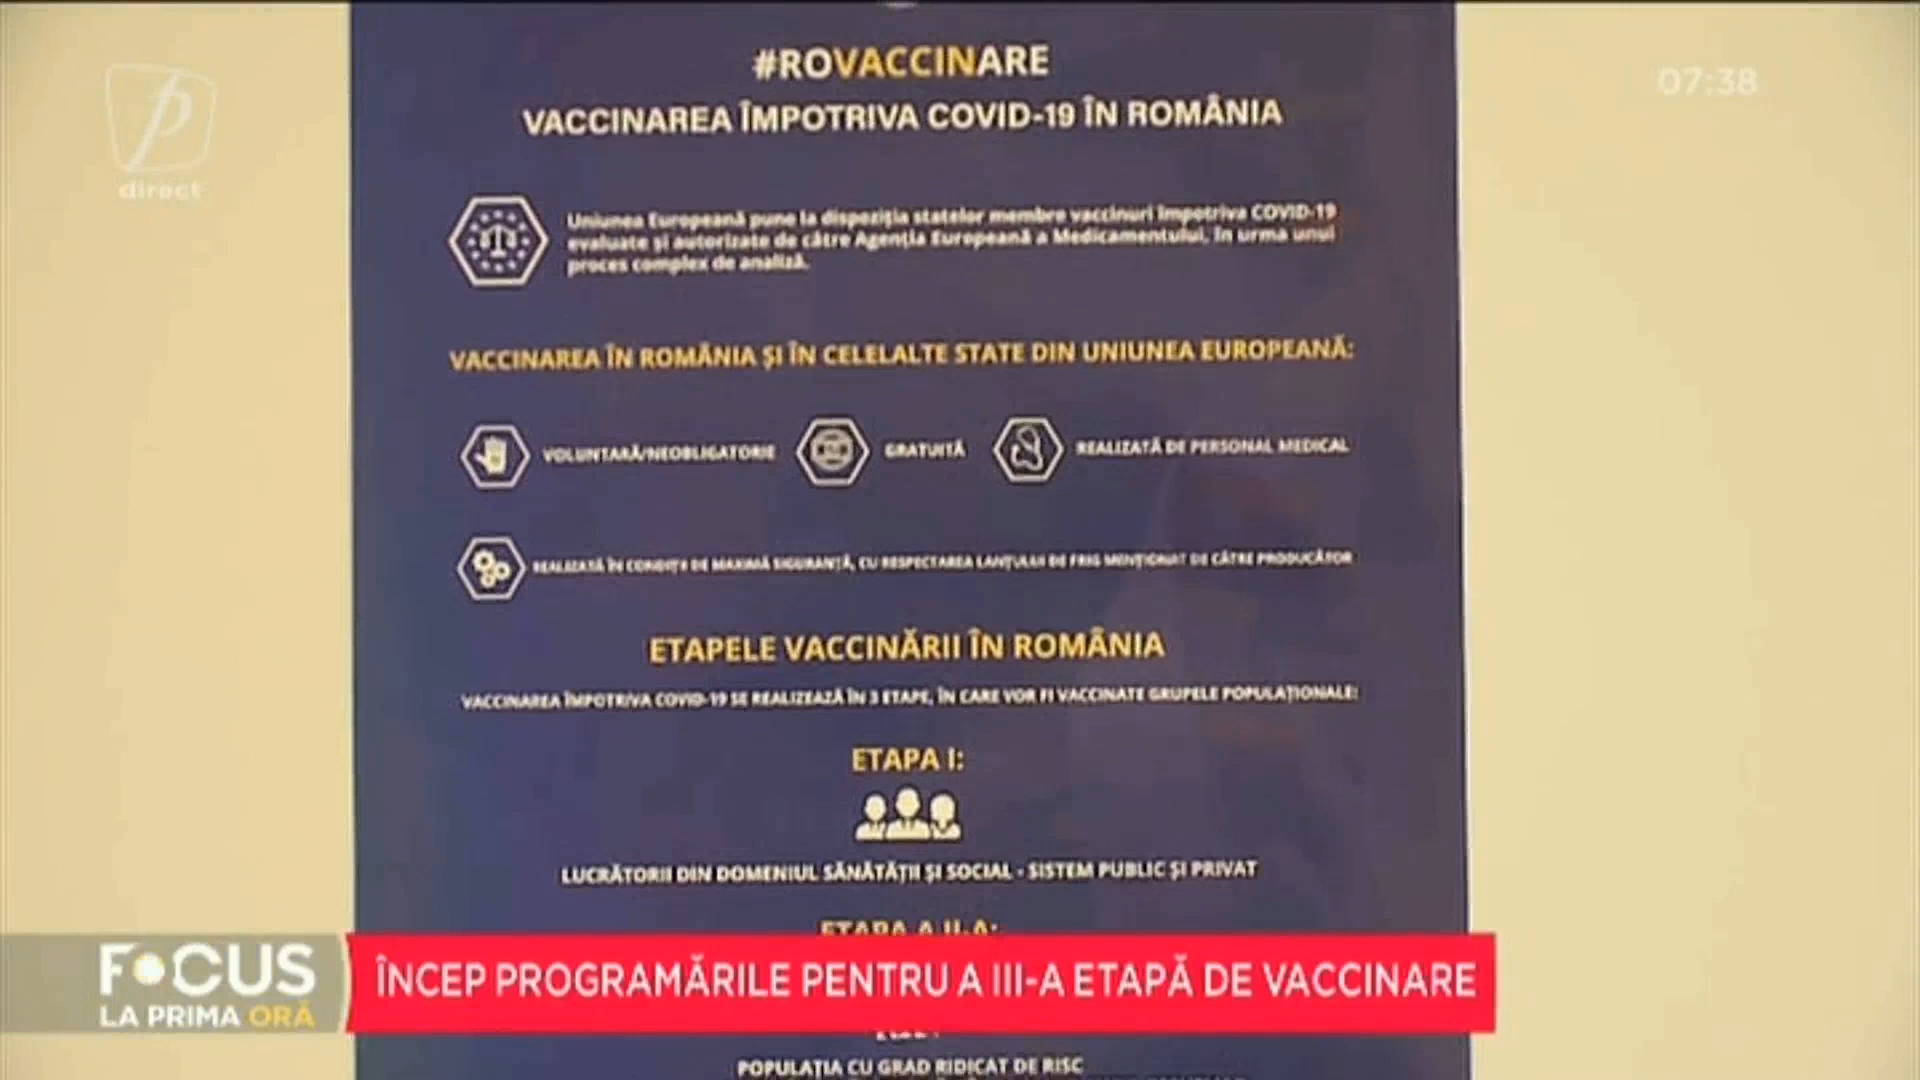 #ROVACCINARE
VACCINAREA ÎMPOTRIVA COVID-19 ÎN ROMÂNIA
07:38
direct
Uniunea Europeană pune la dispoziția statelor membre vaccinuri împotriva COVID-19
evaluate și autorizate de către Agenția Europeană a Medicamentului, în urma unui
proces complex de analiză.
VACCINAREA ÎN ROMÂNIA ȘI ÎN CELELALTE STATE DIN UNIUNEA EUROPEANĂ:
VOLUNTARĂ/NEOBLIGATORIE
GRATUITĂ
REALIZATĂ DE PERSONAL MEDICAL
REALIZATĂ ÎN CONDIȚII DE MAXIMĂ SIGURANȚĂ, CU RESPECTAREA LANȚULUI DE FRIG MENȚIONAT DE CĂTRE PRODUCĂTOR
ETAPELE VACCINĂRII ÎN ROMÂNIA
VACCINAREA ÎMPOTRIVA COVID-19 SE REALIZEAZĂ ÎN 3 ETAPE, ÎN CARE VOR FI VACCINATE GRUPELE POPULAȚIONALE:
ETAPA I:
LUCRĂTORII DIN DOMENIUL SĂNĂTĂȚII ȘI SOCIAL - SISTEM PUBLIC ȘI PRIVAT
ETAPA A II-A:
FOCUS
LA PRIMA ORĂ
ÎNCEP PROGRAMĂRILE PENTRU A III-A ETAPĂ DE VACCINARE
POPULAȚIA CU GRAD RIDICAT DE RISC